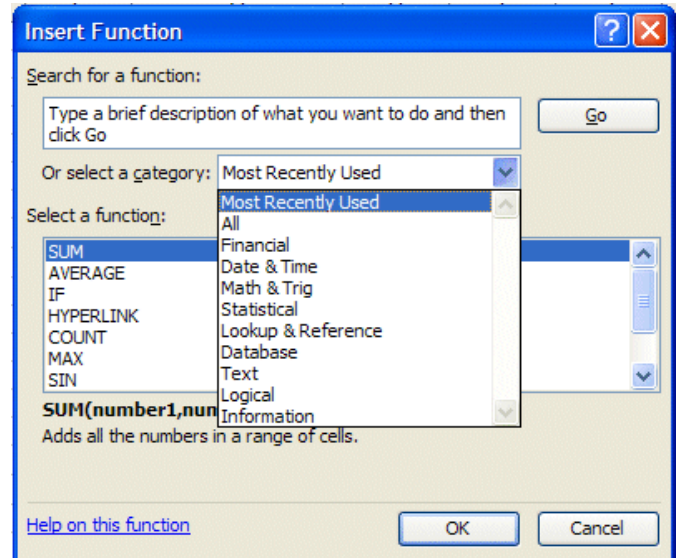 Insert Function
Search for a function:
Type a brief description of what you want to do and then
click Go
Go
Or select a category: Most Recently Used
Most Recently Used
All
Financial
Date & Time
Math & Trig
Statistical
Lookup & Reference
Database
Text
Logical
Information
Select a function:
SUM
AVERAGE
IF
HYPERLINK
COUNT
MAX
SIN
SUM(number1,num
Adds all the numbers in a range of cells.
Help on this function
OK
Cancel